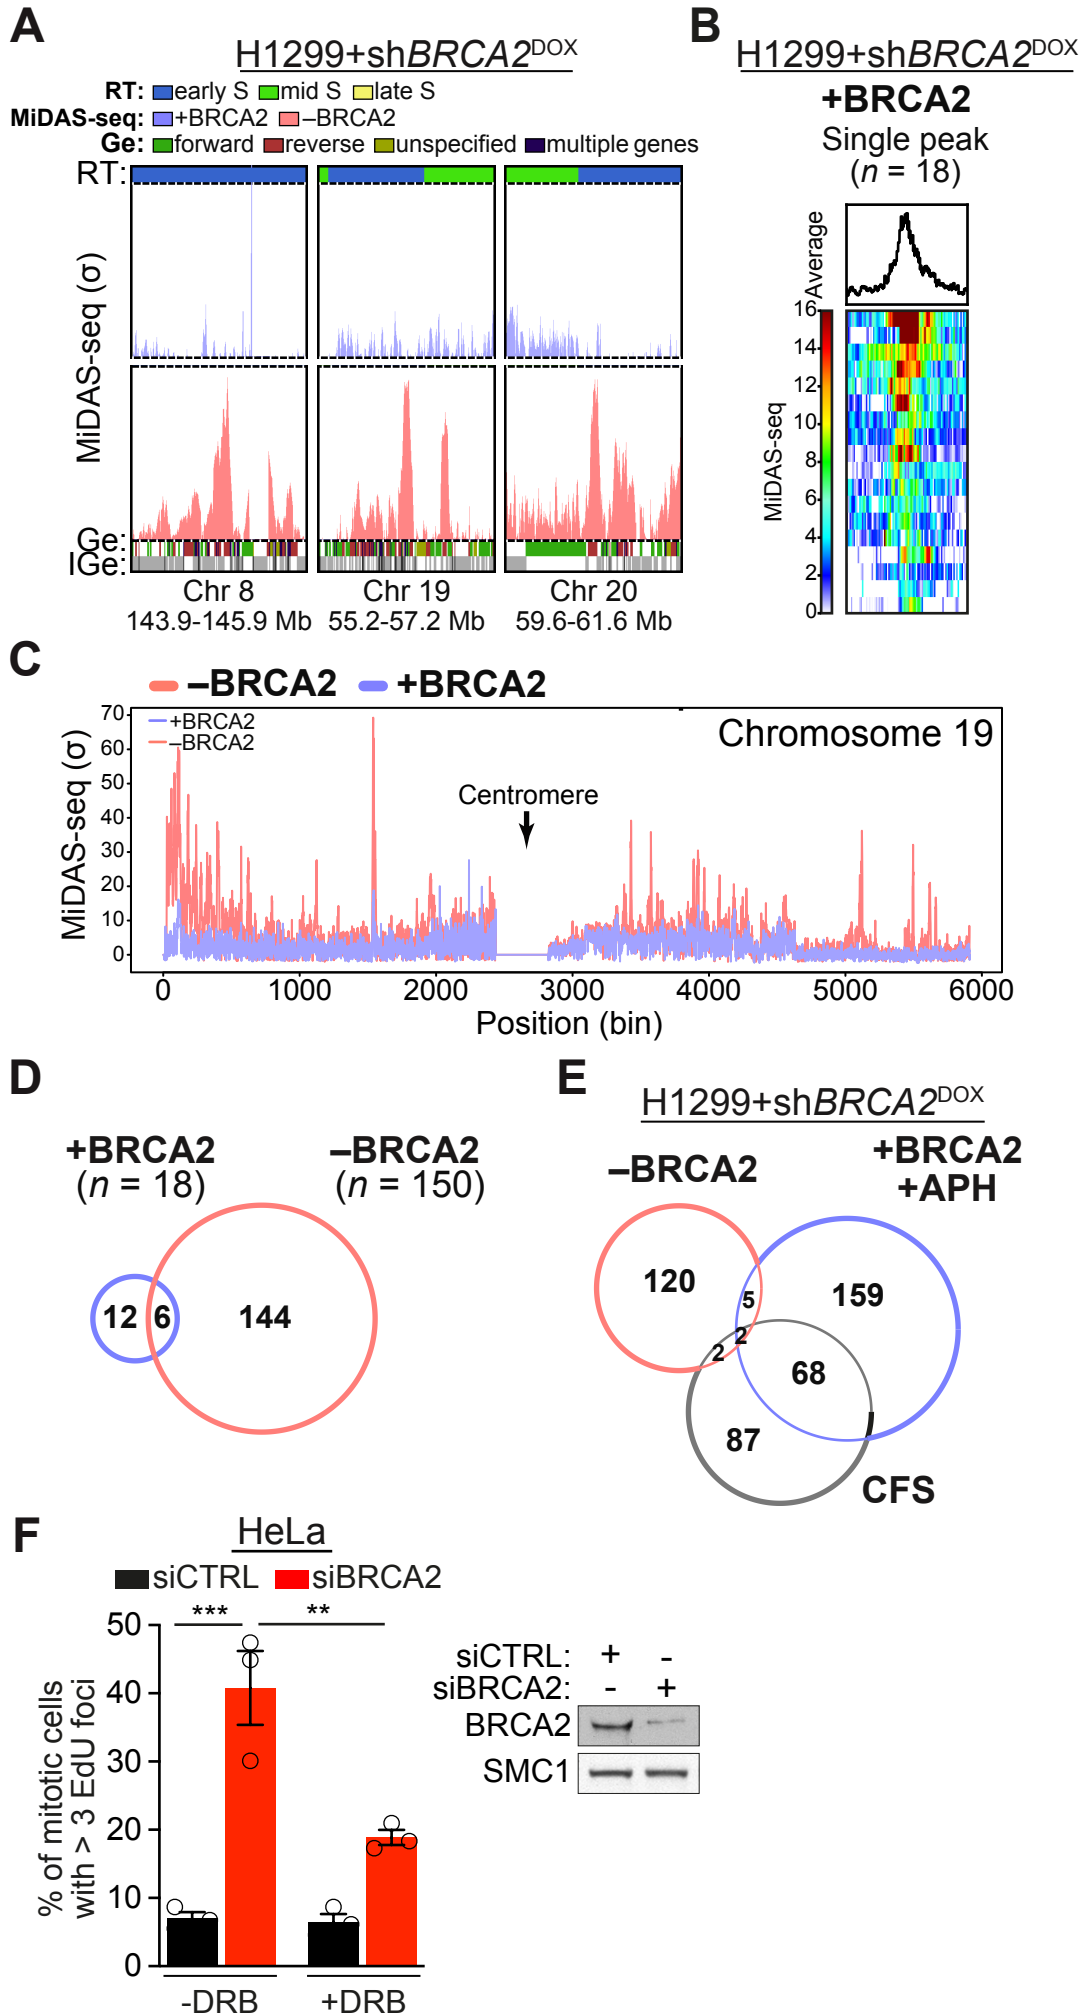 A
H1299+shBRCA2DOX
RT: early S mid S late S
MiDAS-seq: +BRCA2 –BRCA2
Ge: forward reverse unspecified multiple genes
RT:
MiDAS-seq (σ)
MiDAS-seq (σ)
Ge:
IGe:
Chr 8
143.9-145.9 Mb
Chr 19
55.2-57.2 Mb
Chr 20
59.6-61.6 Mb
B
H1299+shBRCA2DOX
+BRCA2
Single peak
(n = 18)
Average
MiDAS-seq
16
14
12
10
8
6
4
2
0
C
–BRCA2 +BRCA2
+BRCA2
–BRCA2
Chromosome 19
Centromere
MiDAS-seq (σ)
70
60
50
40
30
20
10
0
0 1000 2000 3000 4000 5000 6000
Position (bin)
D
+BRCA2
(n = 18)
–BRCA2
(n = 150)
12 6 144
E
H1299+shBRCA2DOX
–BRCA2
+BRCA2
+APH
120
5
159
2
2
68
87
CFS
F
HeLa
siCTRL siBRCA2
*** **
% of mitotic cells
with > 3 EdU foci
50
40
30
20
10
0
-DRB +DRB
siCTRL: + -
siBRCA2: - +
BRCA2
SMC1